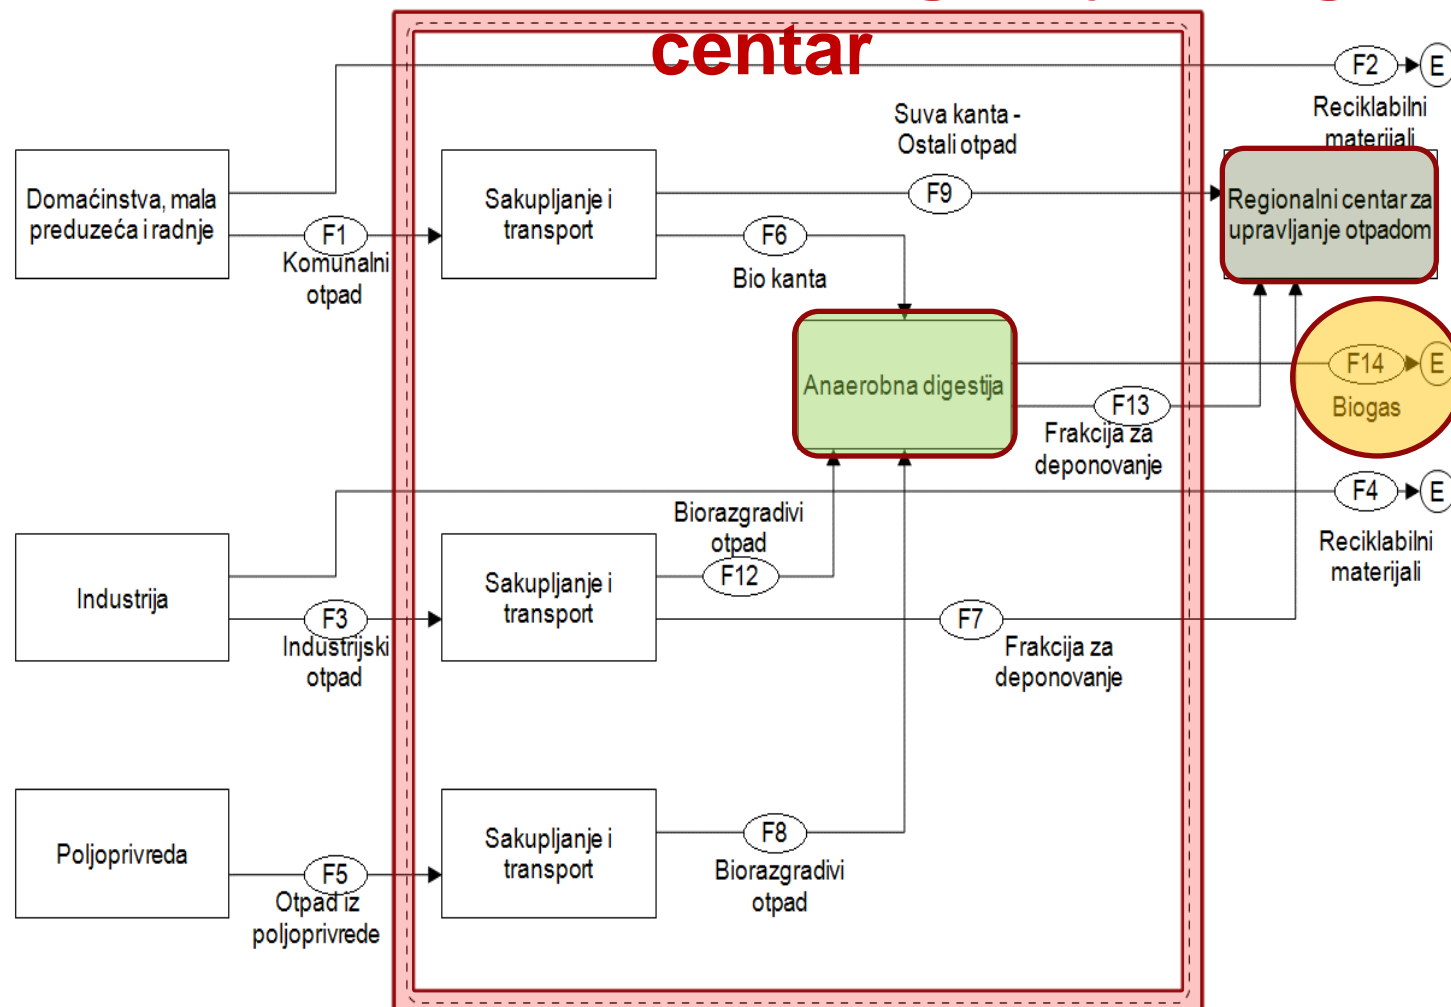 centar
F2
E
Reciklabilni
materijali
Suva kanta -
Ostali otpad
Domaćinstva, mala
preduzeća i radnje
F1
Komunalni
otpad
Sakupljanje i
transport
F9
F6
Bio kanta
Regionalni centar za
upravljanje otpadom
Anaerobna digestija
F14
E
Biogas
F13
Frakcija za
deponovanje
F4
E
Reciklabilni
materijali
Industrija
F3
Industrijski
otpad
Sakupljanje i
transport
Biorazgradivi
otpad
F12
F7
Frakcija za
deponovanje
Poljoprivreda
F5
Otpad iz
poljoprivrede
Sakupljanje i
transport
F8
Biorazgradivi
otpad